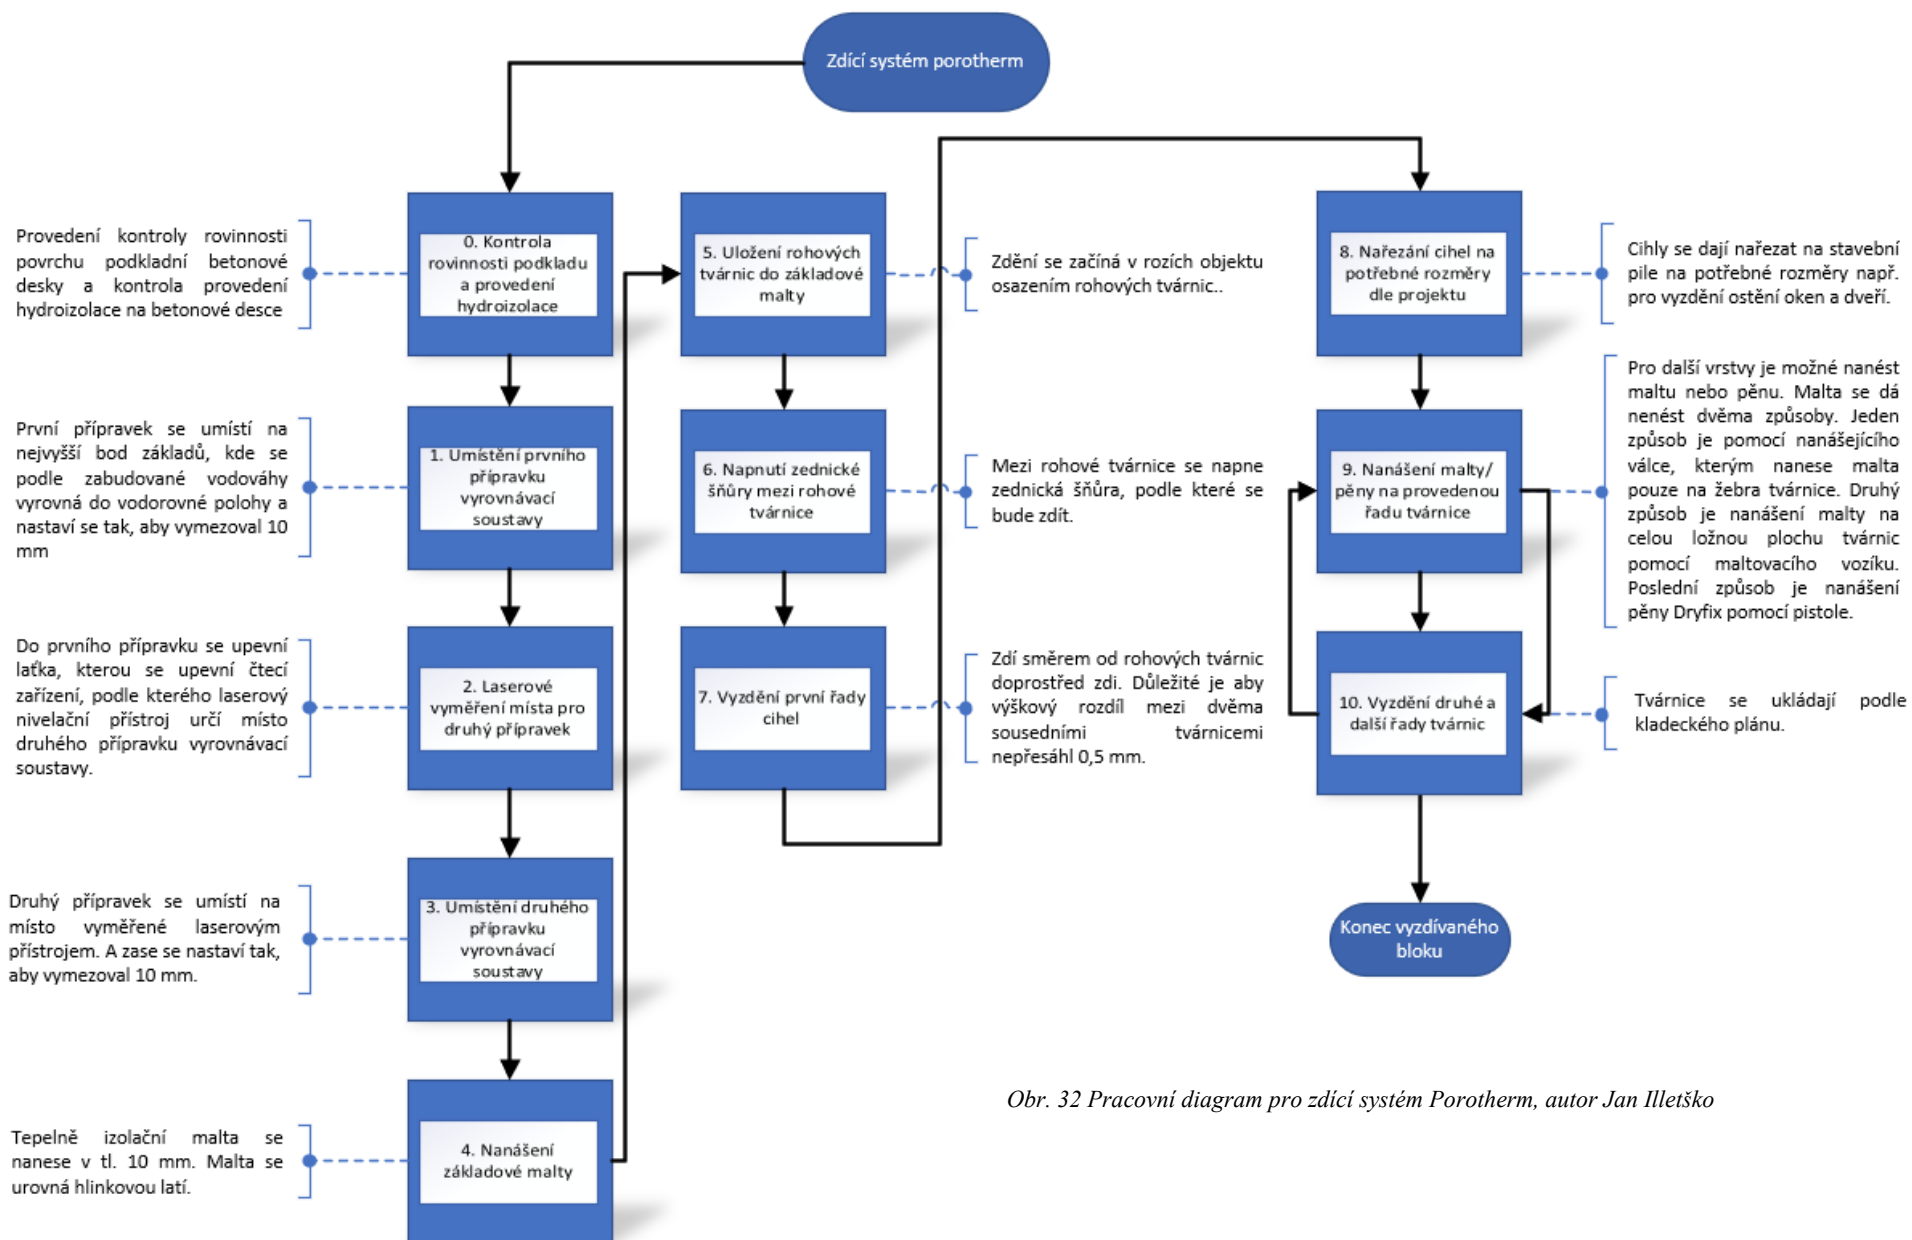 Zdící systém porotherm
Provedení kontroly rovinnosti
povrchu podkladní betonové
desky a kontrola provedení
hydroizolace na betonové desce
0. Kontrola
rovinnosti podkladu
a provedení
hydroizolace
První přípravek se umístí na
nejvyšší bod základů, kde se
podle zabudované vodováhy
vyrovná do vodorovné polohy a
nastaví se tak, aby vymezoval 10
mm
1. Umístění prvního
přípravku
vyrovnávací
soustavy
Do prvního přípravku se upevní
laťka, kterou se upevní čtecí
zařízení, podle kterého laserový
nivelační přístroj určí místo
druhého přípravku vyrovnávací
soustavy.
2. Laserové
vyměření místa pro
druhý přípravek
Druhý přípravek se umístí na
místo vyměřené laserovým
přístrojem. A zase se nastaví tak,
aby vymezoval 10 mm.
3. Umístění druhého
přípravku
vyrovnávací
soustavy
Tepelně izolační malta se
nanese v tl. 10 mm. Malta se
urovná hlinkovou latí.
4. Nanášení
základové malty
5. Uložení rohových
tvárnic do základové
malty
Zdění se začíná v rozích objektu
osazením rohových tvárnic..
6. Napnutí zednické
šňůry mezi rohové
tvárnice
Mezi rohové tvárnice se napne
zednická šňůra, podle které se
bude zdít.
7. Vyzdění první řady
cihel
Zdí směrem od rohových tvárnic
doprostřed zdi. Důležité je aby
výškový rozdíl mezi dvěma
sousedními tvárnicemi
nepřesáhl 0,5 mm.
8. Nařezání cihel na
potřebné rozměry
dle projektu
Cihly se dají nařezat na stavební
pile na potřebné rozměry např.
pro vyzdění ostění oken a dveří.
9. Nanášení malty/
pěny na provedenou
řadu tvárnice
Pro další vrstvy je možné nanést
maltu nebo pěnu. Malta se dá
nenést dvěma způsoby. Jeden
způsob je pomocí nanášejícího
válce, kterým nanese malta
pouze na žebra tvárnice. Druhý
způsob je nanášení malty na
celou ložnou plochu tvárnic
pomocí maltovacího vozíku.
Poslední způsob je nanášení
pěny Dryfix pomocí pistole.
10. Vyzdění druhé a
další řady tvárnic
Tvárnice se ukládají podle
kladeckého plánu.
Konec vyzdívaného
bloku
Obr. 32 Pracovní diagram pro zdící systém Porotherm, autor Jan Illetško